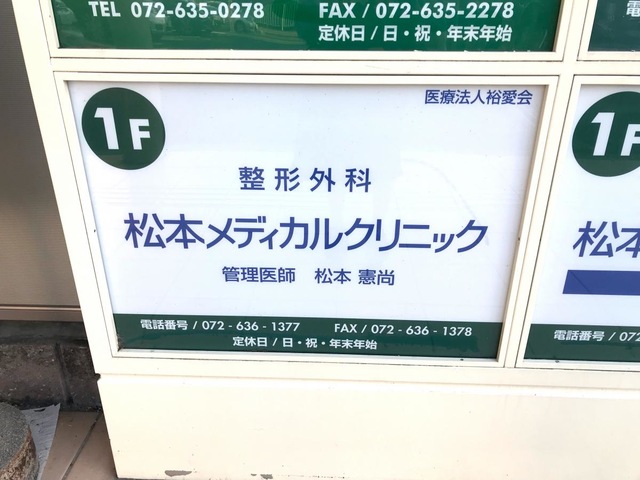 TEL 072-635-0278 FAX / 072-635-2278
定休日 / 日・祝・年末年始
医療法人裕愛会
1F
整形外科
松本メディカルクリニック
管理医師 松本 憲尚
電話番号 / 072 - 636 - 1377 FAX / 072 - 636 - 1378
定休日 / 日・祝・年末年始
1F
松本
電話番号 / 072